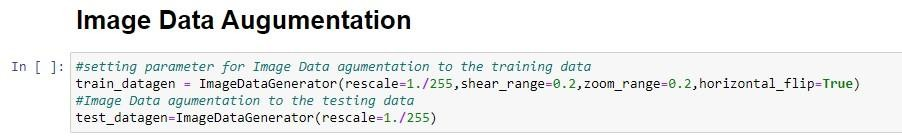 Image Data Augumentation
In [ ]: #setting parameter for Image Data agumentation to the training data
train_datagen = ImageDataGenerator(rescale=1./255,shear_range=0.2,zoom_range=0.2,horizontal_flip=True)
#Image Data agumentation to the testing data
test_datagen=ImageDataGenerator(rescale=1./255)